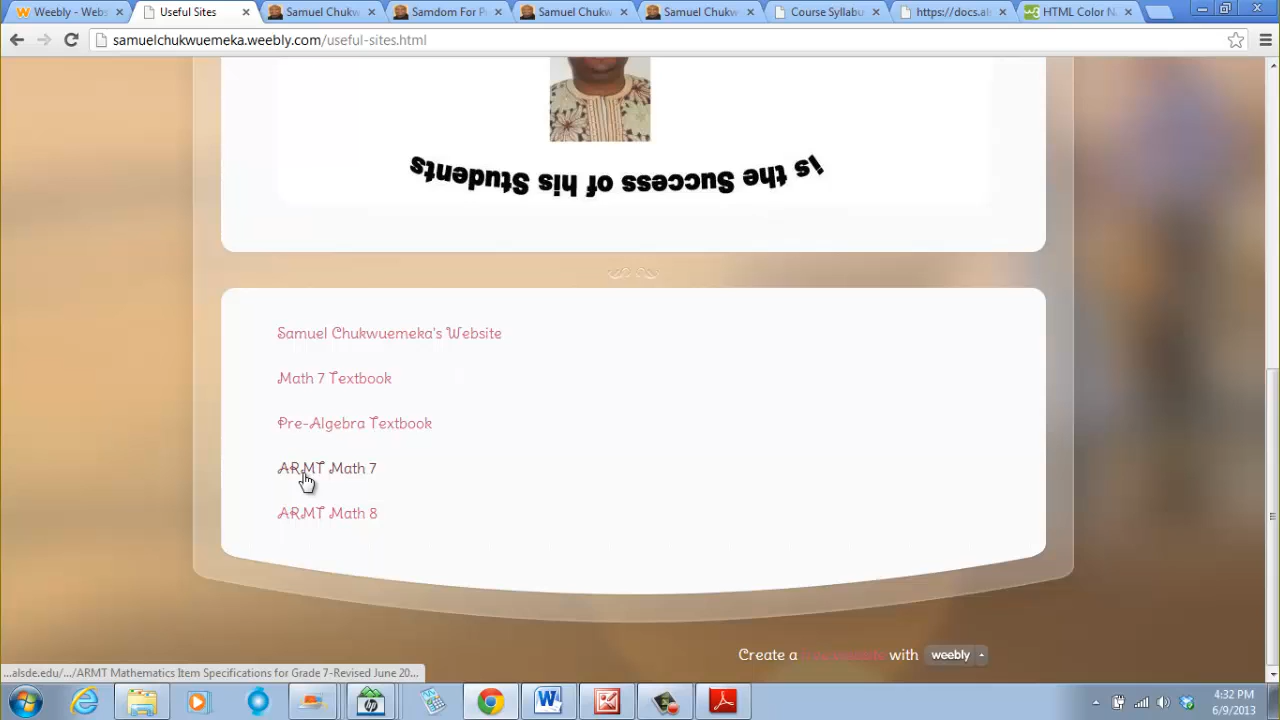 Weebly - Webs
Useful Sites
Samuel Chukw
Samdom For P
Samuel Chukw
Samuel Chukw
Course Syllabu
https://docs.al
HTML Color N
samuelchukwuemeka.weebly.com/useful-sites.html
is the Success of his Students
Samuel Chukwuemeka's Website
Math 7 Textbook
Pre-Algebra Textbook
ARMT Math 7
ARMT Math 8
Create a free website with weebly
...alsde.edu/.../ARMT Mathematics Item Specifications for Grade 7-Revised June 20...
4:32 PM
6/9/2013